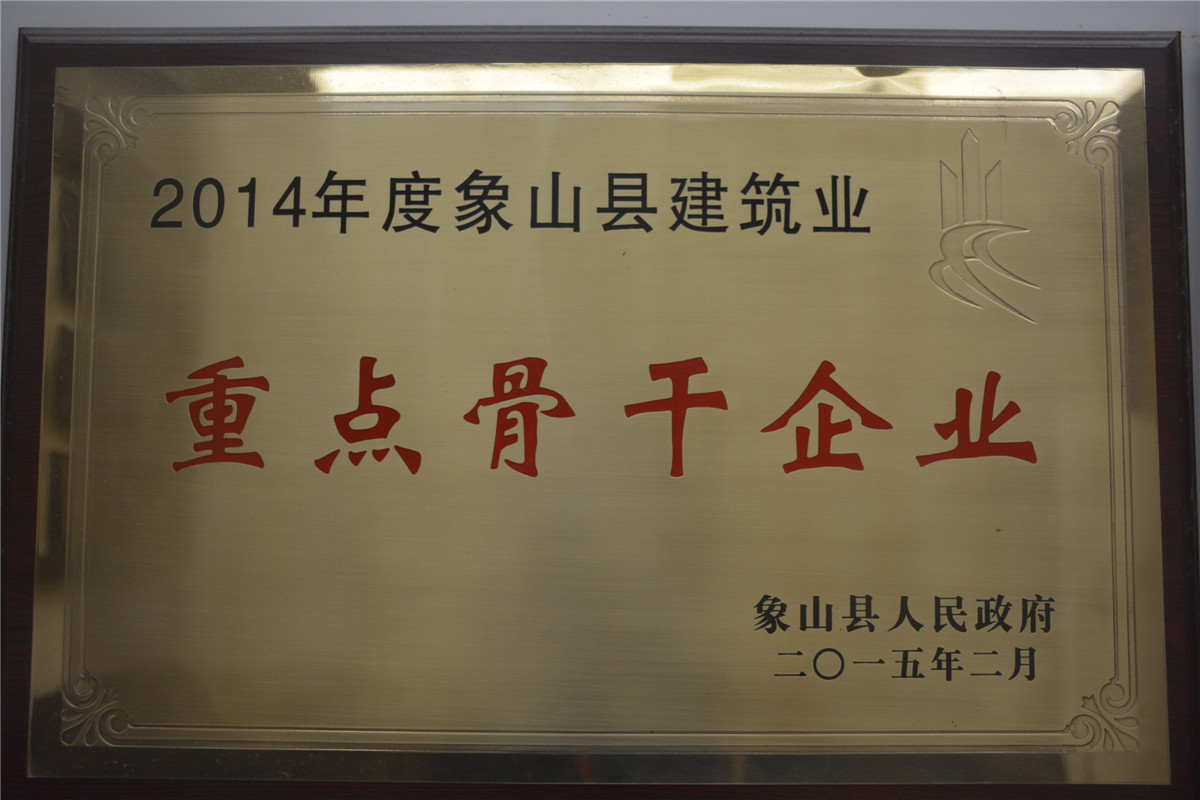 2014年度象山县建筑业
重点骨干企业
象山县人民政府
二〇一五年二月